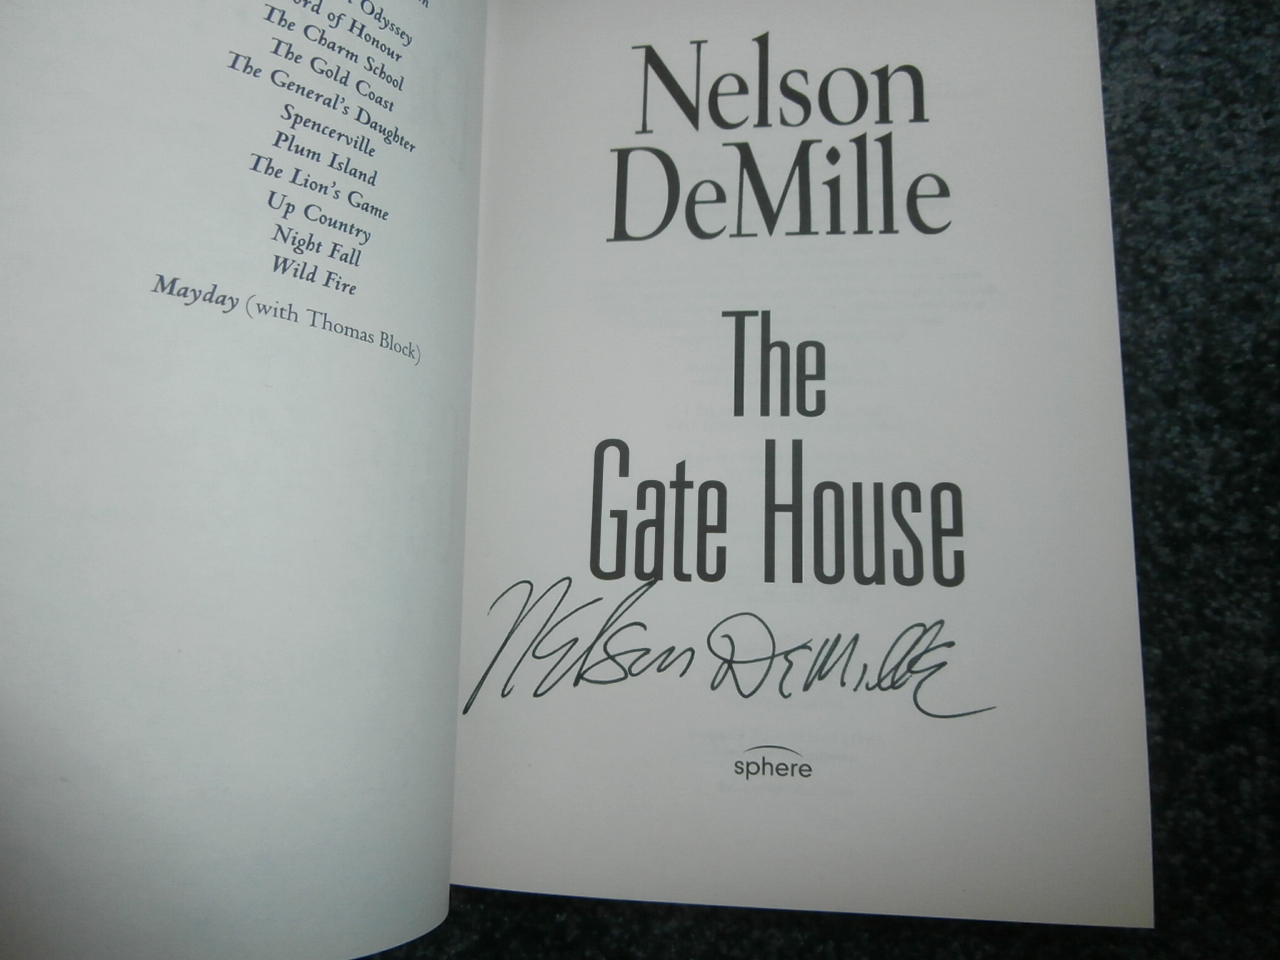 Odyssey
of Honour
The Charm School
The Gold Coast
The General's Daughter
Spencerville
Plum Island
The Lion's Game
Up Country
Night Fall
Wild Fire
Mayday (with Thomas Block)
Nelson
DeMille
The
Gate House
Nelson DeMille
sphere